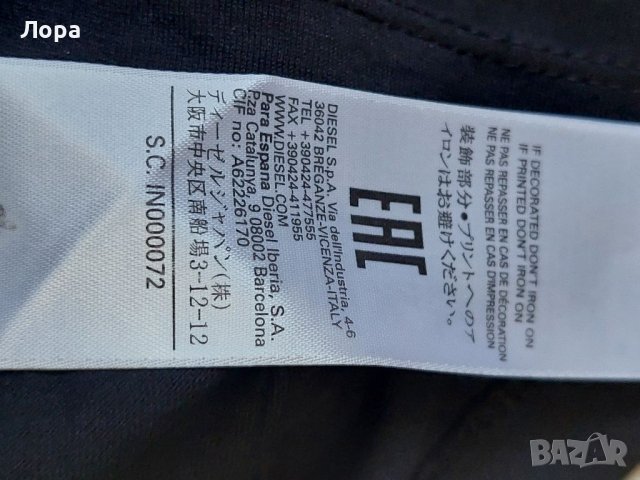 Лора
IF DECORATED DON'T IRON ON
IF PRINTED DON'T IRON ON
NE PAS REPASSER EN CAS DE DÉCORATION
NE PAS REPASSER EN CAS D'IMPRESSION
装飾部分・プリントへのア
イロンはお避けください。
EAC
DIESEL S.p.A. Via dell'Industria, 4-6
36042 BREGANZE-VICENZA-ITALY
TEL +390424-477555
FAX +390424-411955
WWW.DIESEL.COM
Para Espana Diesel Iberia, S.A.
P.za Catalunya, 9 08002 Barcelona
CIF no: A62226170
ディーゼルジャパン(株)
大阪市中央区南船場3-12-12
S.C. IN000072
BAZAR